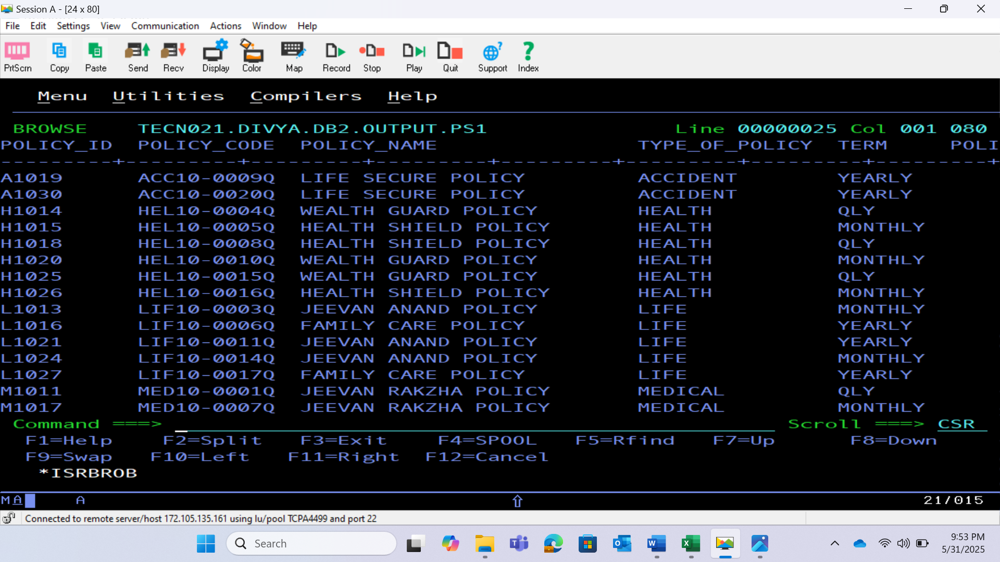 Session A - [24 x 80]
File Edit Settings View Communication Actions Window Help
PrtScrn Copy Paste Send Recv Display Color Map Record Stop Play Quit Support Index
Menu Utilities Compilers Help
BROWSE TECN021.DIVYA.DB2.OUTPUT.PS1 Line 00000025 Col 001 080
POLICY_ID POLICY_CODE POLICY_NAME TYPE_OF_POLICY TERM POLI
---------+---------+---------+---------+---------+---------+---------+---------+
A1019 ACC10-0009Q LIFE SECURE POLICY ACCIDENT YEARLY
A1030 ACC10-0020Q LIFE SECURE POLICY ACCIDENT YEARLY
H1014 HEL10-0004Q WEALTH GUARD POLICY HEALTH QLY
H1015 HEL10-0005Q HEALTH SHIELD POLICY HEALTH MONTHLY
H1018 HEL10-0008Q HEALTH SHIELD POLICY HEALTH QLY
H1020 HEL10-0010Q WEALTH GUARD POLICY HEALTH MONTHLY
H1025 HEL10-0015Q WEALTH GUARD POLICY HEALTH QLY
H1026 HEL10-0016Q HEALTH SHIELD POLICY HEALTH MONTHLY
L1013 LIF10-0003Q JEEVAN ANAND POLICY LIFE MONTHLY
L1016 LIF10-0006Q FAMILY CARE POLICY LIFE YEARLY
L1021 LIF10-0011Q JEEVAN ANAND POLICY LIFE YEARLY
L1024 LIF10-0014Q JEEVAN ANAND POLICY LIFE MONTHLY
L1027 LIF10-0017Q FAMILY CARE POLICY LIFE YEARLY
M1011 MED10-0001Q JEEVAN RAKZHA POLICY MEDICAL QLY
M1017 MED10-0007Q JEEVAN RAKZHA POLICY MEDICAL MONTHLY
Command ===> Scroll ===> CSR
F1=Help F2=Split F3=Exit F4=SPOOL F5=Rfind F7=Up F8=Down
F9=Swap F10=Left F11=Right F12=Cancel
*ISRBROB
MA A 21/015
Connected to remote server/host 172.105.135.161 using lu/pool TCPA4499 and port 22
Search
9:53 PM
5/31/2025